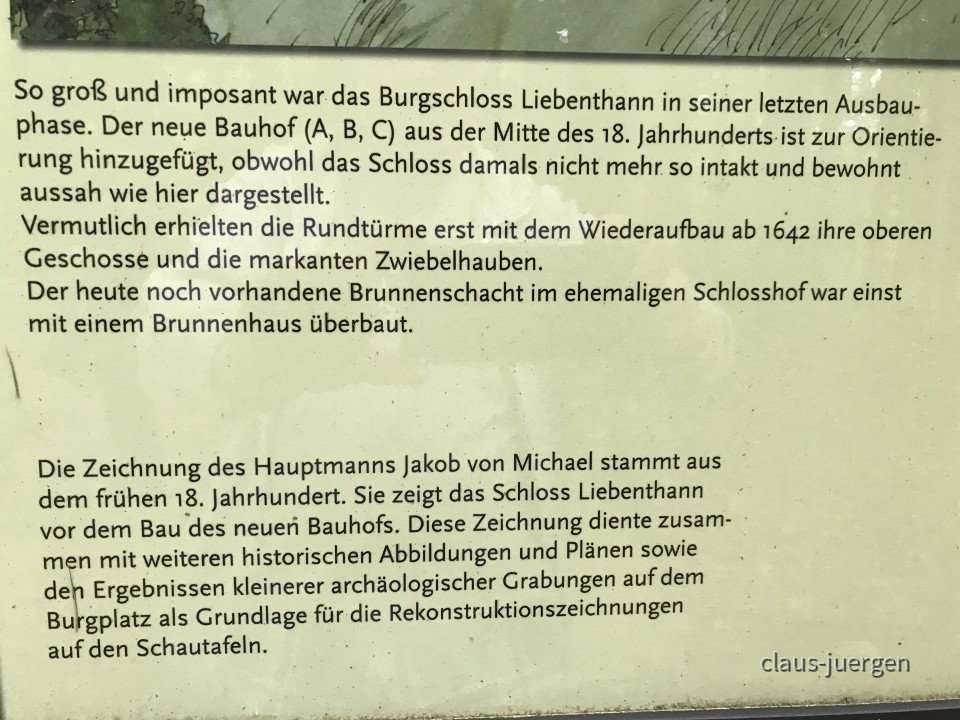 So groß und imposant war das Burgschloss Liebenthann in seiner letzten Ausbau-
phase. Der neue Bauhof (A, B, C) aus der Mitte des 18. Jahrhunderts ist zur Orientie-
rung hinzugefügt, obwohl das Schloss damals nicht mehr so intakt und bewohnt
aussah wie hier dargestellt.
Vermutlich erhielten die Rundtürme erst mit dem Wiederaufbau ab 1642 ihre oberen
Geschosse und die markanten Zwiebelhauben.
Der heute noch vorhandene Brunnenschacht im ehemaligen Schlosshof war einst
mit einem Brunnenhaus überbaut.
Die Zeichnung des Hauptmanns Jakob von Michael stammt aus
dem frühen 18. Jahrhundert. Sie zeigt das Schloss Liebenthann
vor dem Bau des neuen Bauhofs. Diese Zeichnung diente zusam-
men mit weiteren historischen Abbildungen und Plänen sowie
den Ergebnissen kleinerer archäologischer Grabungen auf dem
Burgplatz als Grundlage für die Rekonstruktionszeichnungen
auf den Schautafeln.
claus-juergen